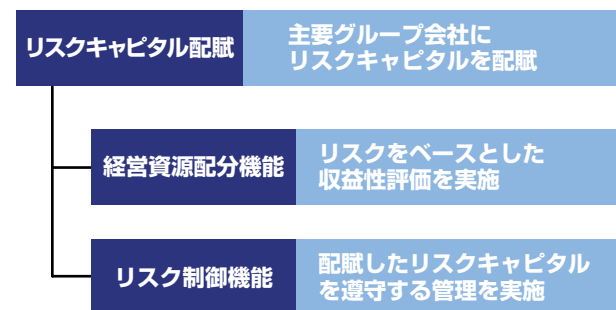 リスクキャピタル配賦
主要グループ会社に
リスクキャピタルを配賦
経営資源配分機能
リスクをベースとした
収益性評価を実施
リスク制御機能
配賦したリスクキャピタル
を遵守する管理を実施